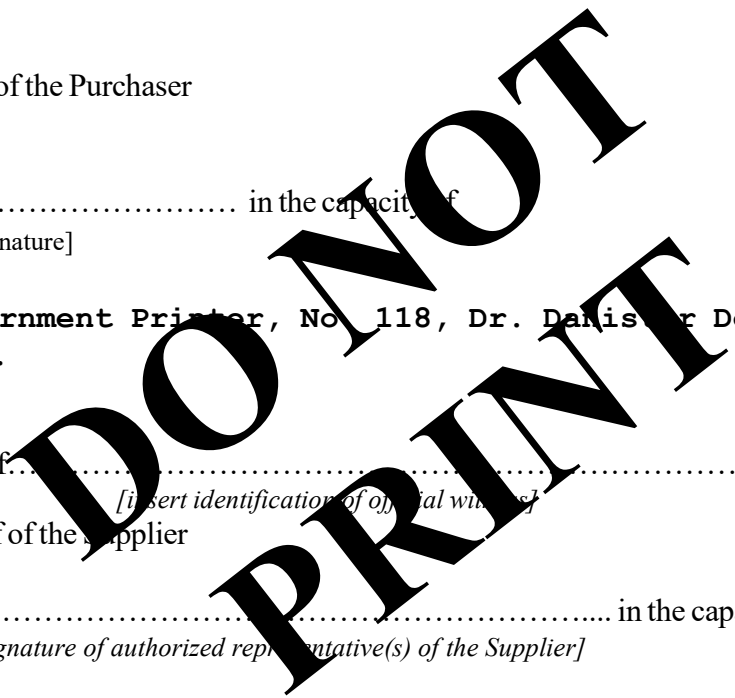 of the Purchaser
…………………… in the capacity of
nature]
rnment Printer, No. 118, Dr. Danister D
.
f……………………………………………………………………
[insert identification of official witness]
f of the Supplier
……………………………………………………….... in the cap
gnature of authorized representative(s) of the Supplier]
DO NOT
PRINT